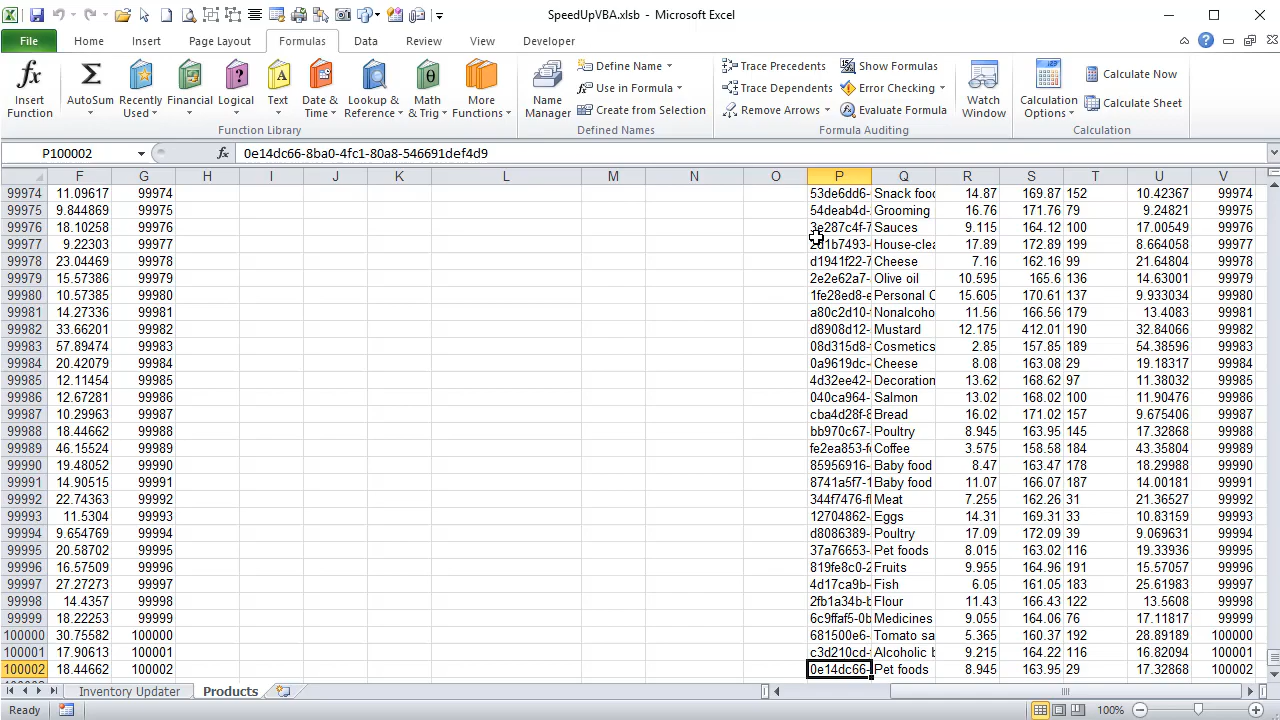 SpeedUpVBA.xlsb - Microsoft Excel
File Home Insert Page Layout Formulas Data Review View Developer
Insert Function
AutoSum
Recently Used
Financial
Logical
Text
Date & Time
Lookup & Reference
Math & Trig
More Functions
Function Library
Name Manager
Define Name
Use in Formula
Create from Selection
Defined Names
Trace Precedents
Trace Dependents
Remove Arrows
Show Formulas
Error Checking
Evaluate Formula
Formula Auditing
Watch Window
Calculation Options
Calculate Now
Calculate Sheet
Calculation
P100002 fx 0e14dc66-8ba0-4fc1-80a8-546691def4d9
F G H I J K L M N O P Q R S T U V
99974 11.09617 99974 53de6dd6- Snack food 14.87 169.87 152 10.42367 99974
99975 9.844869 99975 54deab4d- Grooming 16.76 171.76 79 9.24821 99975
99976 18.10258 99976 3e287c4f-7 Sauces 9.115 164.12 100 17.00549 99976
99977 9.22303 99977 1b7493- House-clea 17.89 172.89 199 8.664058 99977
99978 23.04469 99978 d1941f22-7 Cheese 7.16 162.16 99 21.64804 99978
99979 15.57386 99979 2e2e62a7- Olive oil 10.595 165.6 136 14.63001 99979
99980 10.57385 99980 1fe28ed8-e Personal C 15.605 170.61 137 9.933034 99980
99981 14.27336 99981 a80c2d10- Nonalcoho 11.56 166.56 179 13.4083 99981
99982 33.66201 99982 d8908d12- Mustard 12.175 412.01 190 32.84066 99982
99983 57.89474 99983 08d315d8- Cosmetics 2.85 157.85 189 54.38596 99983
99984 20.42079 99984 0a9619dc- Cheese 8.08 163.08 29 19.18317 99984
99985 12.11454 99985 4d32ee42- Decoration 13.62 168.62 97 11.38032 99985
99986 12.67281 99986 040ca964- Salmon 13.02 168.02 100 11.90476 99986
99987 10.29963 99987 cba4d28f-8 Bread 16.02 171.02 157 9.675406 99987
99988 18.44662 99988 bb970c67- Poultry 8.945 163.95 145 17.32868 99988
99989 46.15524 99989 fe2ea853-f Coffee 3.575 158.58 184 43.35804 99989
99990 19.48052 99990 85956916- Baby food 8.47 163.47 178 18.29988 99990
99991 14.90515 99991 8741a5f7-1 Baby food 11.07 166.07 187 14.00181 99991
99992 22.74363 99992 344f7476-f Meat 7.255 162.26 31 21.36527 99992
99993 11.5304 99993 12704862- Eggs 14.31 169.31 33 10.83159 99993
99994 9.654769 99994 d8086389- Poultry 17.09 172.09 39 9.069631 99994
99995 20.58702 99995 37a76653- Pet foods 8.015 163.02 116 19.33936 99995
99996 16.57509 99996 819fe8c0-2 Fruits 9.955 164.96 191 15.57057 99996
99997 27.27273 99997 4d17ca9b- Fish 6.05 161.05 183 25.61983 99997
99998 14.4357 99998 2fb1a34b-b Flour 11.43 166.43 122 13.5608 99998
99999 18.22253 99999 6c9ffaf5-0b Medicines 9.055 164.06 76 17.11817 99999
100000 30.75582 100000 681500e6- Tomato sa 5.365 160.37 192 28.89189 100000
100001 17.90613 100001 c3d210cd- Alcoholic b 9.215 164.22 116 16.82094 100001
100002 18.44662 100002 0e14dc66- Pet foods 8.945 163.95 29 17.32868 100002
Inventory Updater Products
Ready 100%